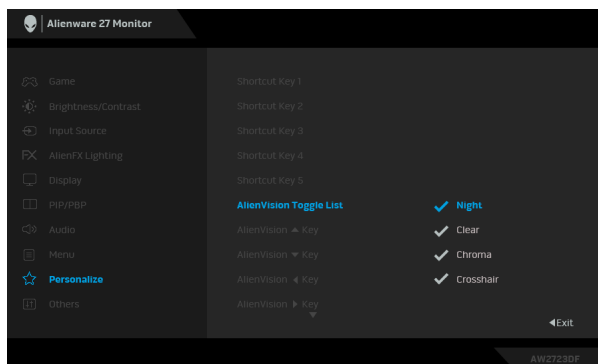 Alienware 27 Monitor
Game
Brightness/Contrast
Input Source
FX AlienFX Lighting
Display
PIP/PBP
Audio
Menu
Personalize
Others
Shortcut Key 1
Shortcut Key 2
Shortcut Key 3
Shortcut Key 4
Shortcut Key 5
AlienVision Toggle List
AlienVision ▲ Key
AlienVision ▼ Key
AlienVision ◀ Key
AlienVision ▶ Key
Night
Clear
Chroma
Crosshair
◀Exit
AW2723DF